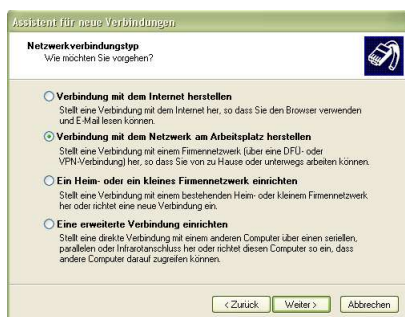 Assistent für neue Verbindungen
Netzwerkverbindungstyp
Wie möchten Sie vorgehen?
Verbindung mit dem Internet herstellen
Stellt eine Verbindung mit dem Internet her, so dass Sie den Browser verwenden
und E-Mail lesen können.
Verbindung mit dem Netzwerk am Arbeitsplatz herstellen
Stellt eine Verbindung mit einem Firmennetzwerk (über eine DFÜ- oder
VPN-Verbindung) her, so dass Sie von zu Hause oder unterwegs arbeiten können.
Ein Heim- oder ein kleines Firmennetzwerk einrichten
Stellt eine Verbindung mit einem bestehenden Heim- oder kleinem Firmennetzwerk
her oder richtet eine neue Verbindung ein.
Eine erweiterte Verbindung einrichten
Stellt eine direkte Verbindung mit einem anderen Computer über einen seriellen,
parallelen oder Infrarotanschluss her oder richtet diesen Computer so ein, dass
andere Computer darauf zugreifen können.
< Zurück Weiter > Abbrechen